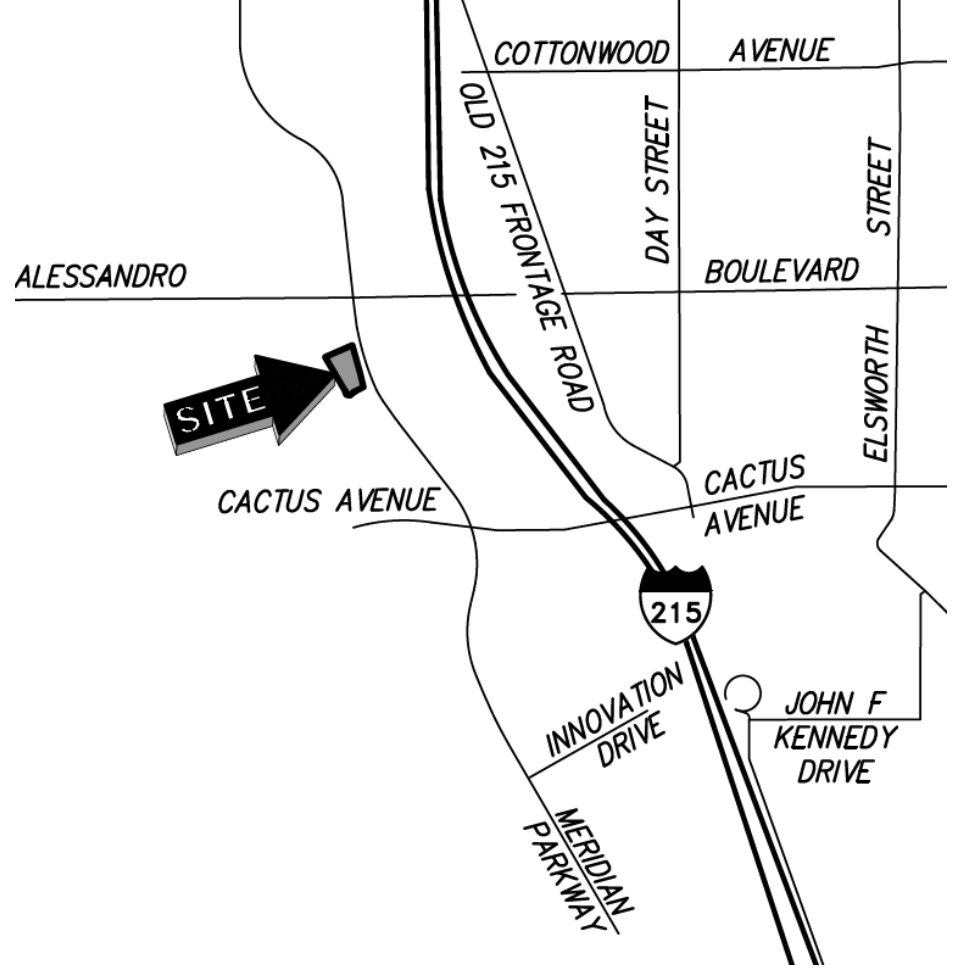 COTTONWOOD AVENUE
OLD 215 FRONTAGE ROAD
DAY STREET
ELSWORTH STREET
ALESSANDRO BOULEVARD
SITE
CACTUS AVENUE
CACTUS
AVENUE
215
INNOVATION
DRIVE
JOHN F
KENNEDY
DRIVE
MERIDIAN
PARKWAY